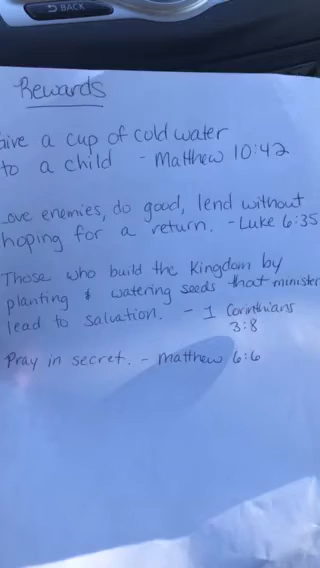 BACK
Rewards
Give a cup of cold water
to a child - Matthew 10:42
Love enemies, do good, lend without
hoping for a return. - Luke 6:35
Those who build the Kingdom by
planting & watering seeds that minister
lead to salvation. - 1 Corinthians
3:8
Pray in secret. - Matthew 6:6